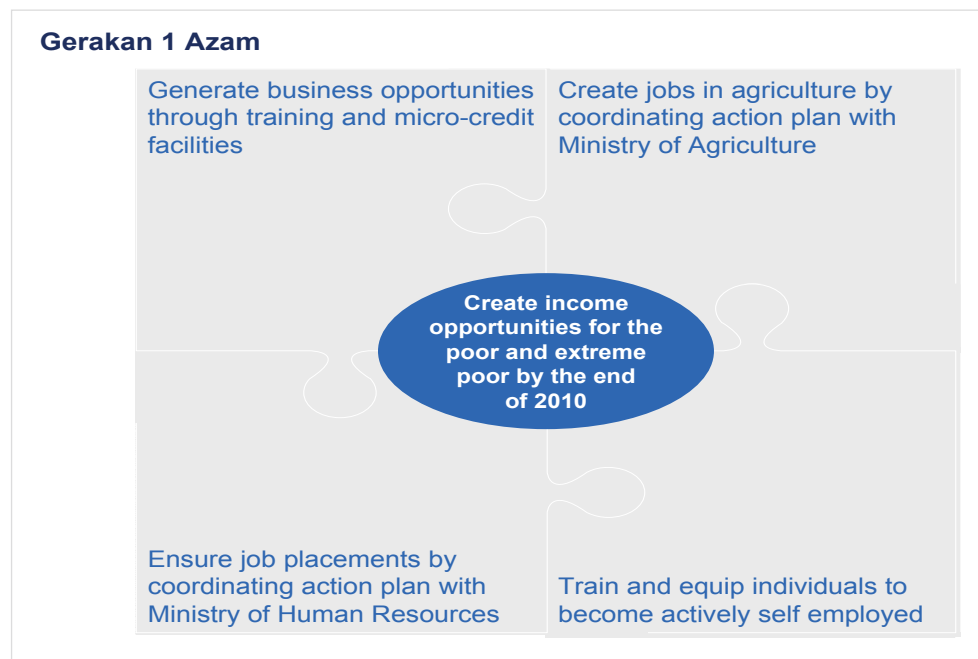 Gerakan 1 Azam
Generate business opportunities
through training and micro-credit
facilities
Create jobs in agriculture by
coordinating action plan with
Ministry of Agriculture
Create income
opportunities for the
poor and extreme
poor by the end
of 2010
Ensure job placements by
coordinating action plan with
Ministry of Human Resources
Train and equip individuals to
become actively self employed